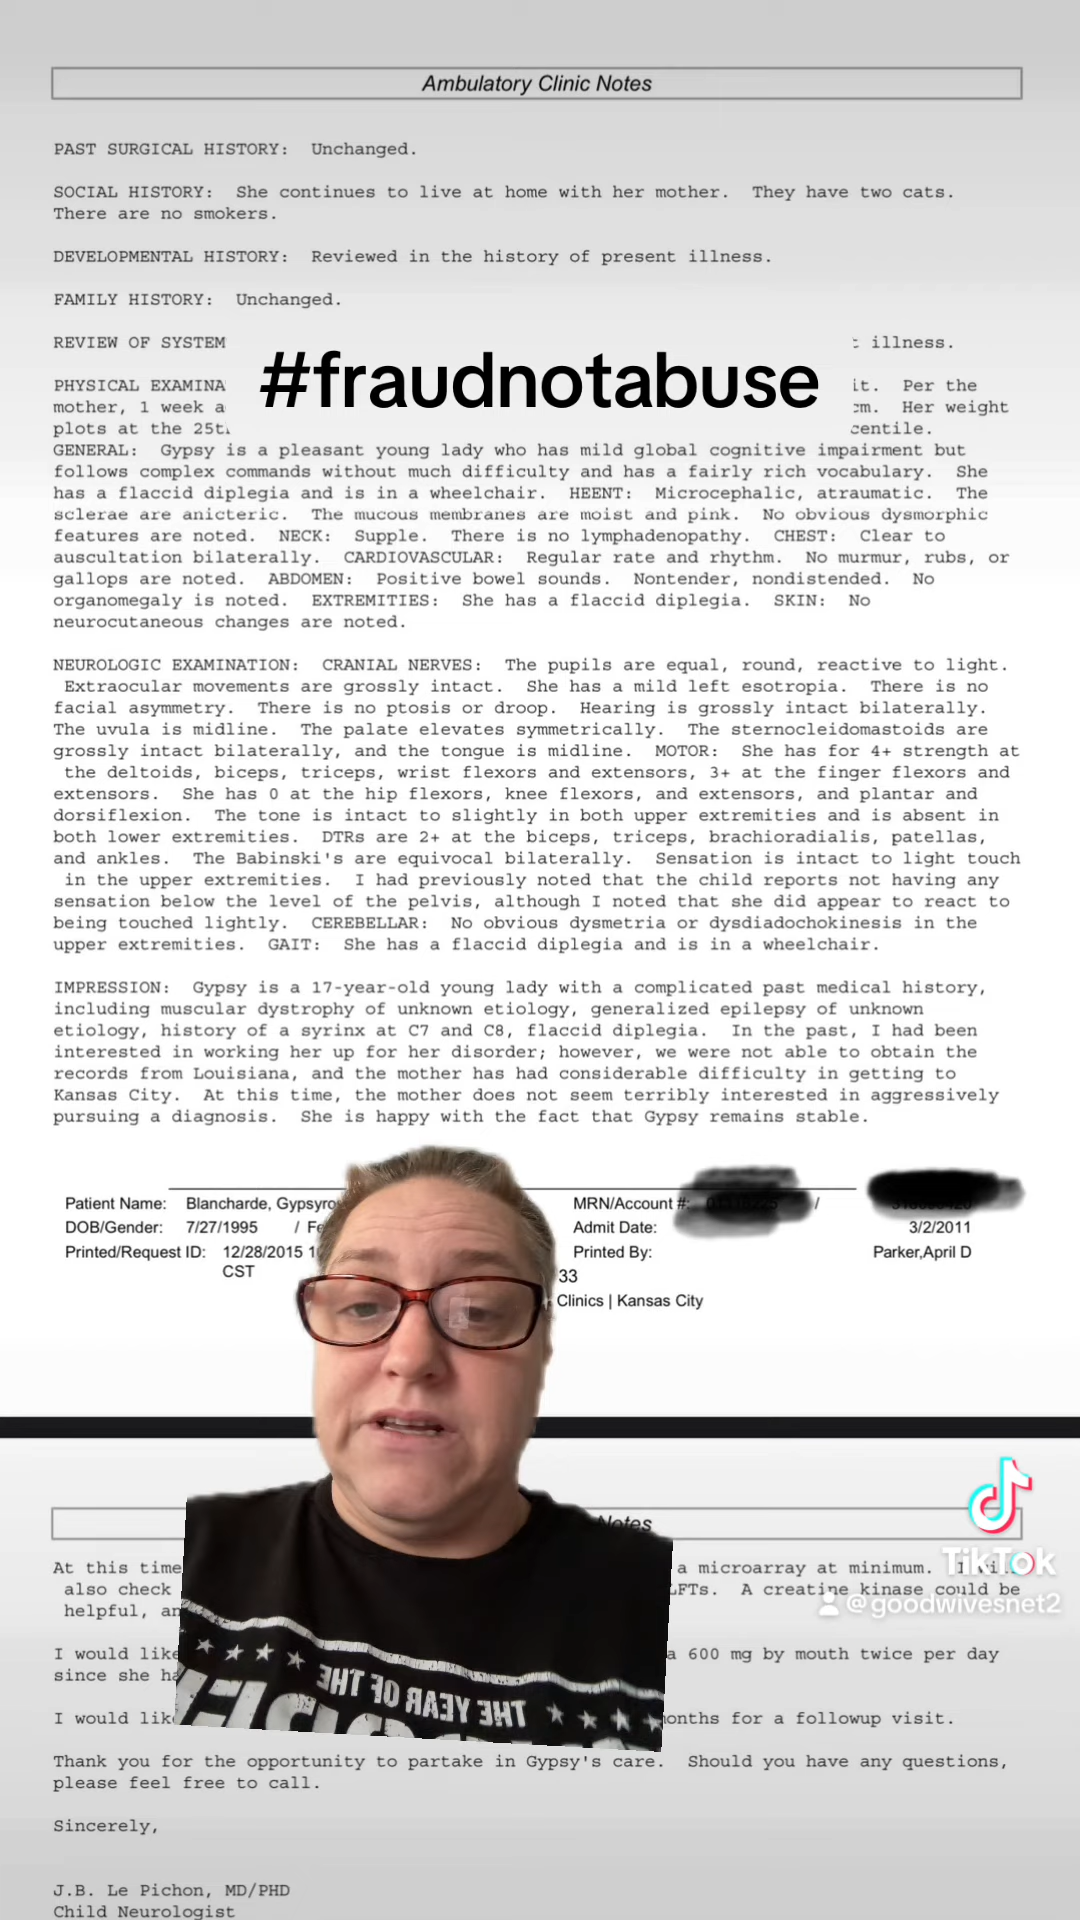 Ambulatory Clinic Notes
PAST SURGICAL HISTORY: Unchanged.
SOCIAL HISTORY: She continues to live at home with her mother. They have two cats.
There are no smokers.
DEVELOPMENTAL HISTORY: Reviewed in the history of present illness.
FAMILY HISTORY: Unchanged.
REVIEW OF SYSTEM illness.
#fraudnotabuse
PHYSICAL EXAMINA it. Per the
mother, 1 week a cm. Her weight
plots at the 25t centile.
GENERAL: Gypsy is a pleasant young lady who has mild global cognitive impairment but
follows complex commands without much difficulty and has a fairly rich vocabulary. She
has a flaccid diplegia and is in a wheelchair. HEENT: Microcephalic, atraumatic. The
sclerae are anicteric. The mucous membranes are moist and pink. No obvious dysmorphic
features are noted. NECK: Supple. There is no lymphadenopathy. CHEST: Clear to
auscultation bilaterally. CARDIOVASCULAR: Regular rate and rhythm. No murmur, rubs, or
gallops are noted. ABDOMEN: Positive bowel sounds. Nontender, nondistended. No
organomegaly is noted. EXTREMITIES: She has a flaccid diplegia. SKIN: No
neurocutaneous changes are noted.
NEUROLOGIC EXAMINATION: CRANIAL NERVES: The pupils are equal, round, reactive to light.
Extraocular movements are grossly intact. She has a mild left esotropia. There is no
facial asymmetry. There is no ptosis or droop. Hearing is grossly intact bilaterally.
The uvula is midline. The palate elevates symmetrically. The sternocleidomastoids are
grossly intact bilaterally, and the tongue is midline. MOTOR: She has for 4+ strength at
the deltoids, biceps, triceps, wrist flexors and extensors, 3+ at the finger flexors and
extensors. She has 0 at the hip flexors, knee flexors, and extensors, and plantar and
dorsiflexion. The tone is intact to slightly in both upper extremities and is absent in
both lower extremities. DTRs are 2+ at the biceps, triceps, brachioradialis, patellas,
and ankles. The Babinski's are equivocal bilaterally. Sensation is intact to light touch
in the upper extremities. I had previously noted that the child reports not having any
sensation below the level of the pelvis, although I noted that she did appear to react to
being touched lightly. CEREBELLAR: No obvious dysmetria or dysdiadochokinesis in the
upper extremities. GAIT: She has a flaccid diplegia and is in a wheelchair.
IMPRESSION: Gypsy is a 17-year-old young lady with a complicated past medical history,
including muscular dystrophy of unknown etiology, generalized epilepsy of unknown
etiology, history of a syrinx at C7 and C8, flaccid diplegia. In the past, I had been
interested in working her up for her disorder; however, we were not able to obtain the
records from Louisiana, and the mother has had considerable difficulty in getting to
Kansas City. At this time, the mother does not seem terribly interested in aggressively
pursuing a diagnosis. She is happy with the fact that Gypsy remains stable.
Patient Name: Blancharde, Gypsyro MRN/Account #: /
DOB/Gender: 7/27/1995 / Fe Admit Date: 3/2/2011
Printed/Request ID: 12/28/2015 1 Printed By: Parker,April D
CST 33
Clinics | Kansas City
Notes
At this time a microarray at minimum.
also check LFTs. A creatine kinase could be
helpful, an
I would like a 600 mg by mouth twice per day
since she ha
I would lik onths for a followup visit.
Thank you for the opportunity to partake in Gypsy's care. Should you have any questions,
please feel free to call.
Sincerely,
J.B. Le Pichon, MD/PHD
Child Neurologist
THE YEAR OF THE
TikTok
@goodwivesnet2